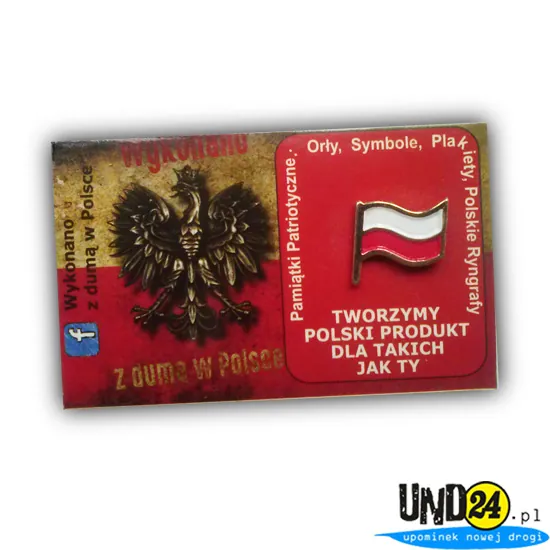 Wykonano
z dumą w Polsce
f
Wykonano
z dumą w Polsce
Pamiątki Patriotyczne: Orły, Symbole, Plakiety, Polskie Ryngrafy
TWORZYMY
POLSKI PRODUKT
DLA TAKICH
JAK TY
UND24.pl
upominek nowej drogi